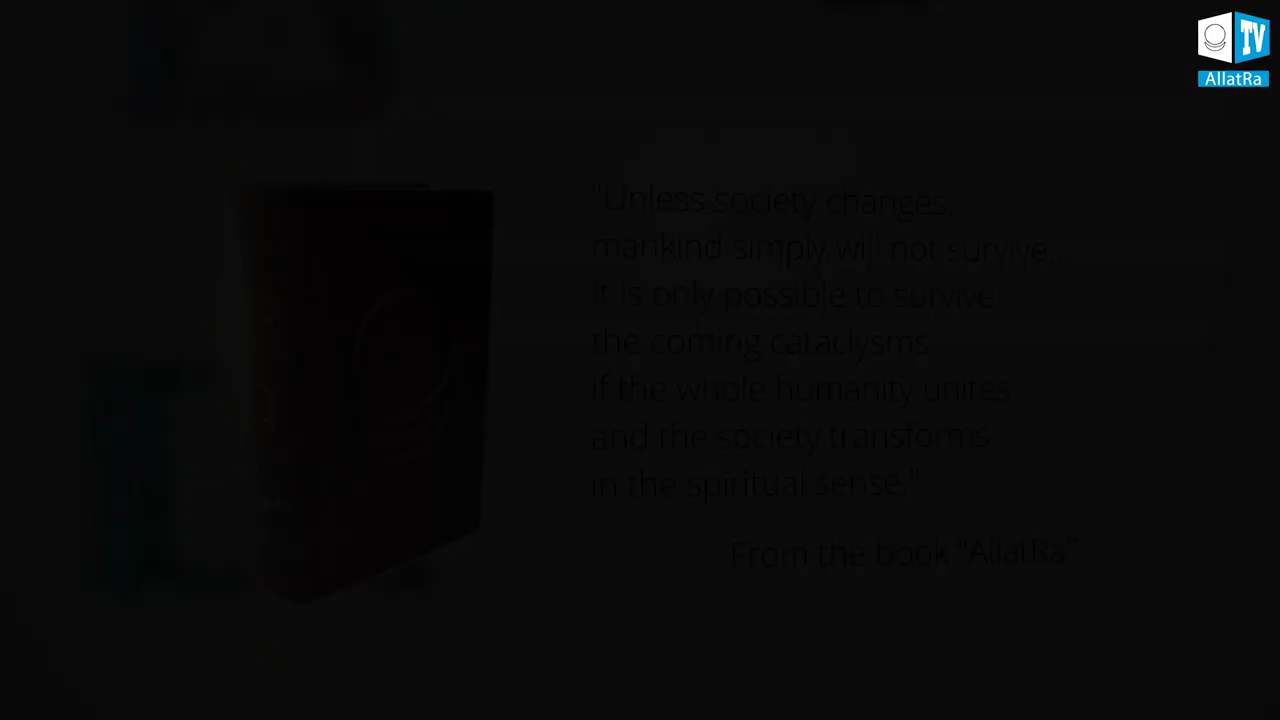 TV
AllatRa
"Unless society changes,
mankind simply will not survive...
It is only possible to survive
the coming cataclysms
if the whole humanity unites
and the society transforms
in the spiritual sense."
From the book "AllatRa"